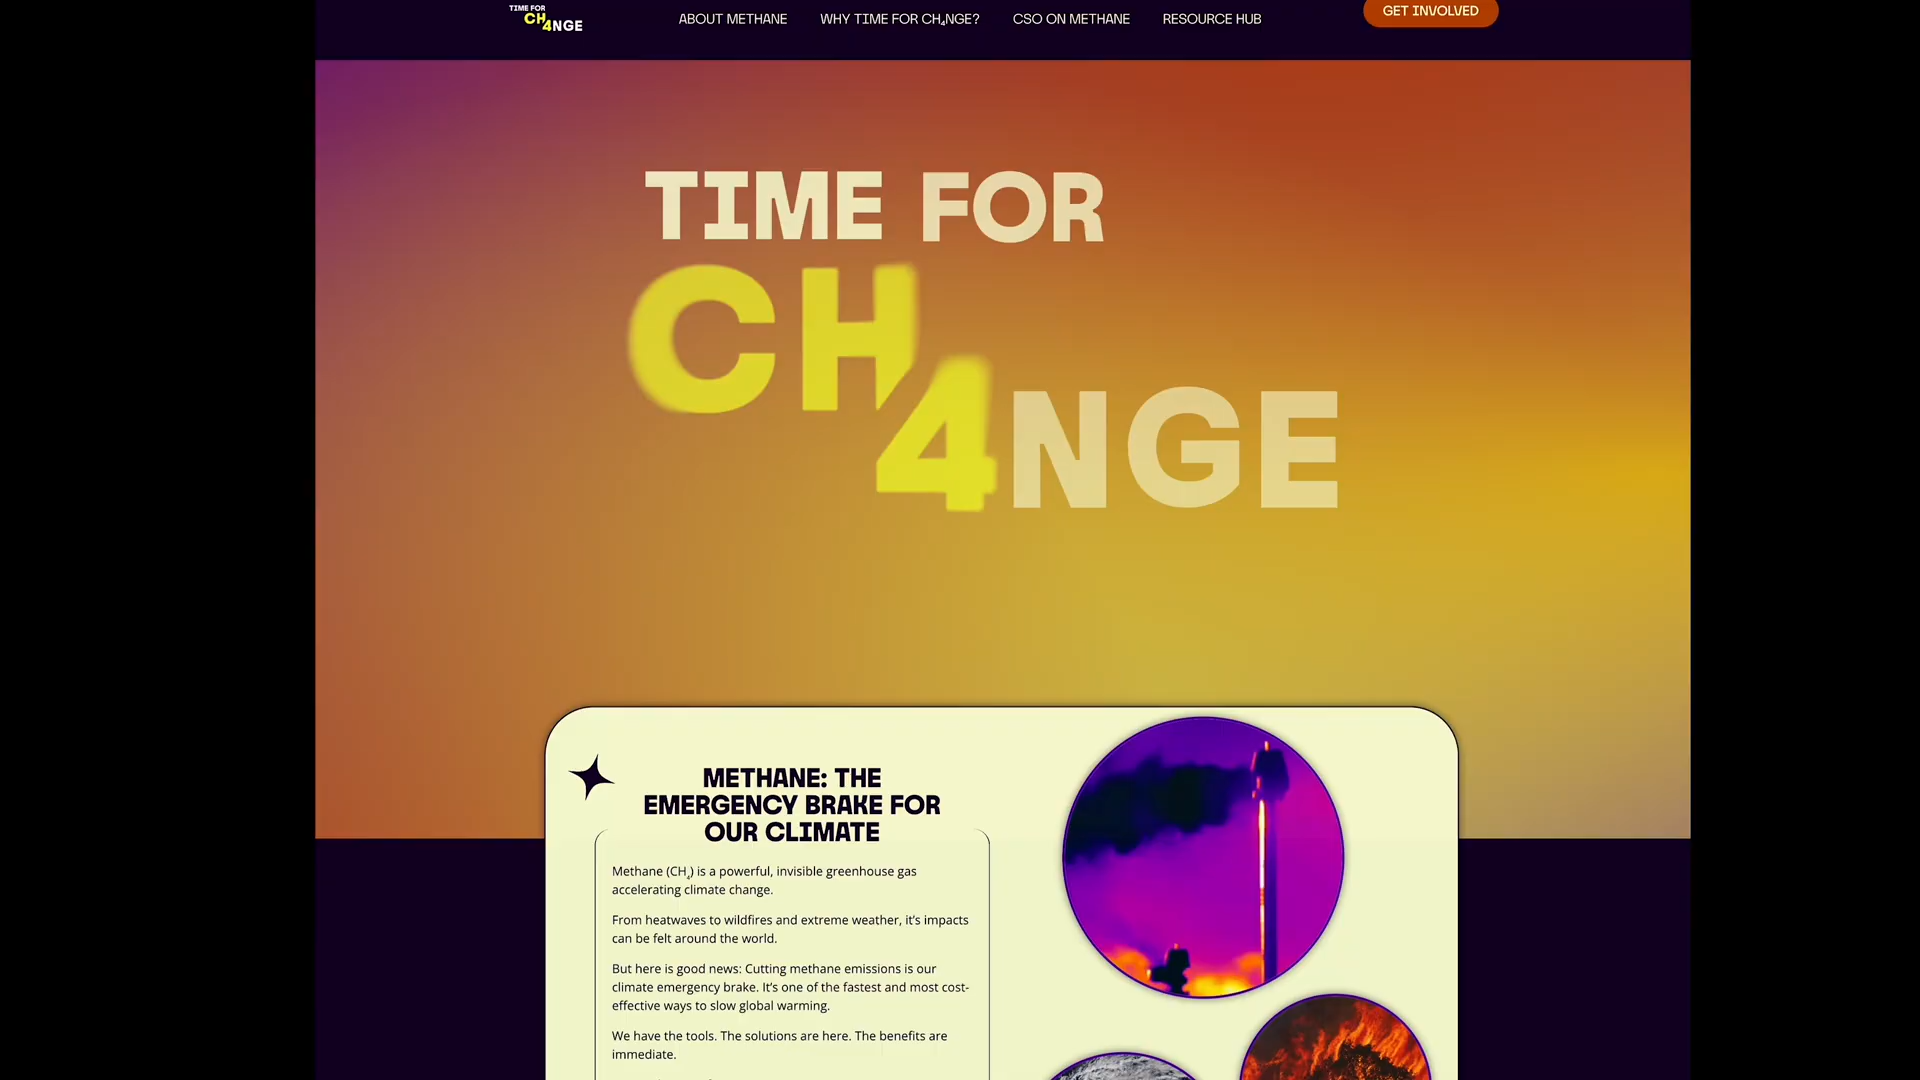 TIME FOR
CH₄NGE
ABOUT METHANE
WHY TIME FOR CH₄NGE?
CSO ON METHANE
RESOURCE HUB
GET INVOLVED
TIME FOR
CH₄NGE
METHANE: THE
EMERGENCY BRAKE FOR
OUR CLIMATE
Methane (CH₄) is a powerful, invisible greenhouse gas
accelerating climate change.
From heatwaves to wildfires and extreme weather, it's impacts
can be felt around the world.
But here is good news: Cutting methane emissions is our
climate emergency brake. It's one of the fastest and most cost-
effective ways to slow global warming.
We have the tools. The solutions are here. The benefits are
immediate.